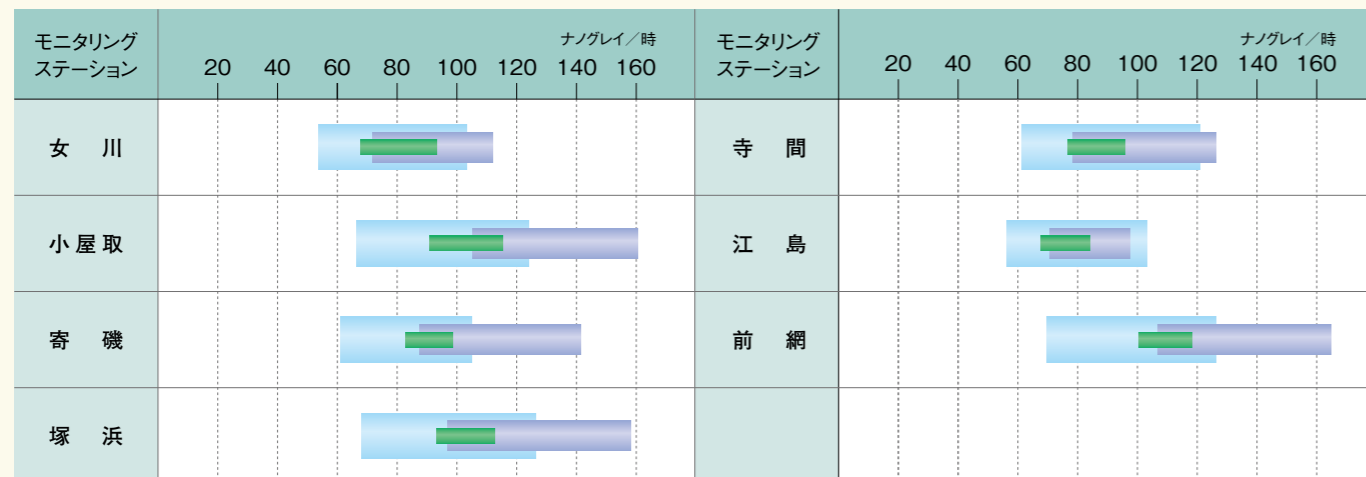 モニタリング
ステーション
ナノグレイ／時
20 40 60 80 100 120 140 160
モニタリング
ステーション
ナノグレイ／時
20 40 60 80 100 120 140 160
女川
寺間
小屋取
江島
寄磯
前網
塚浜